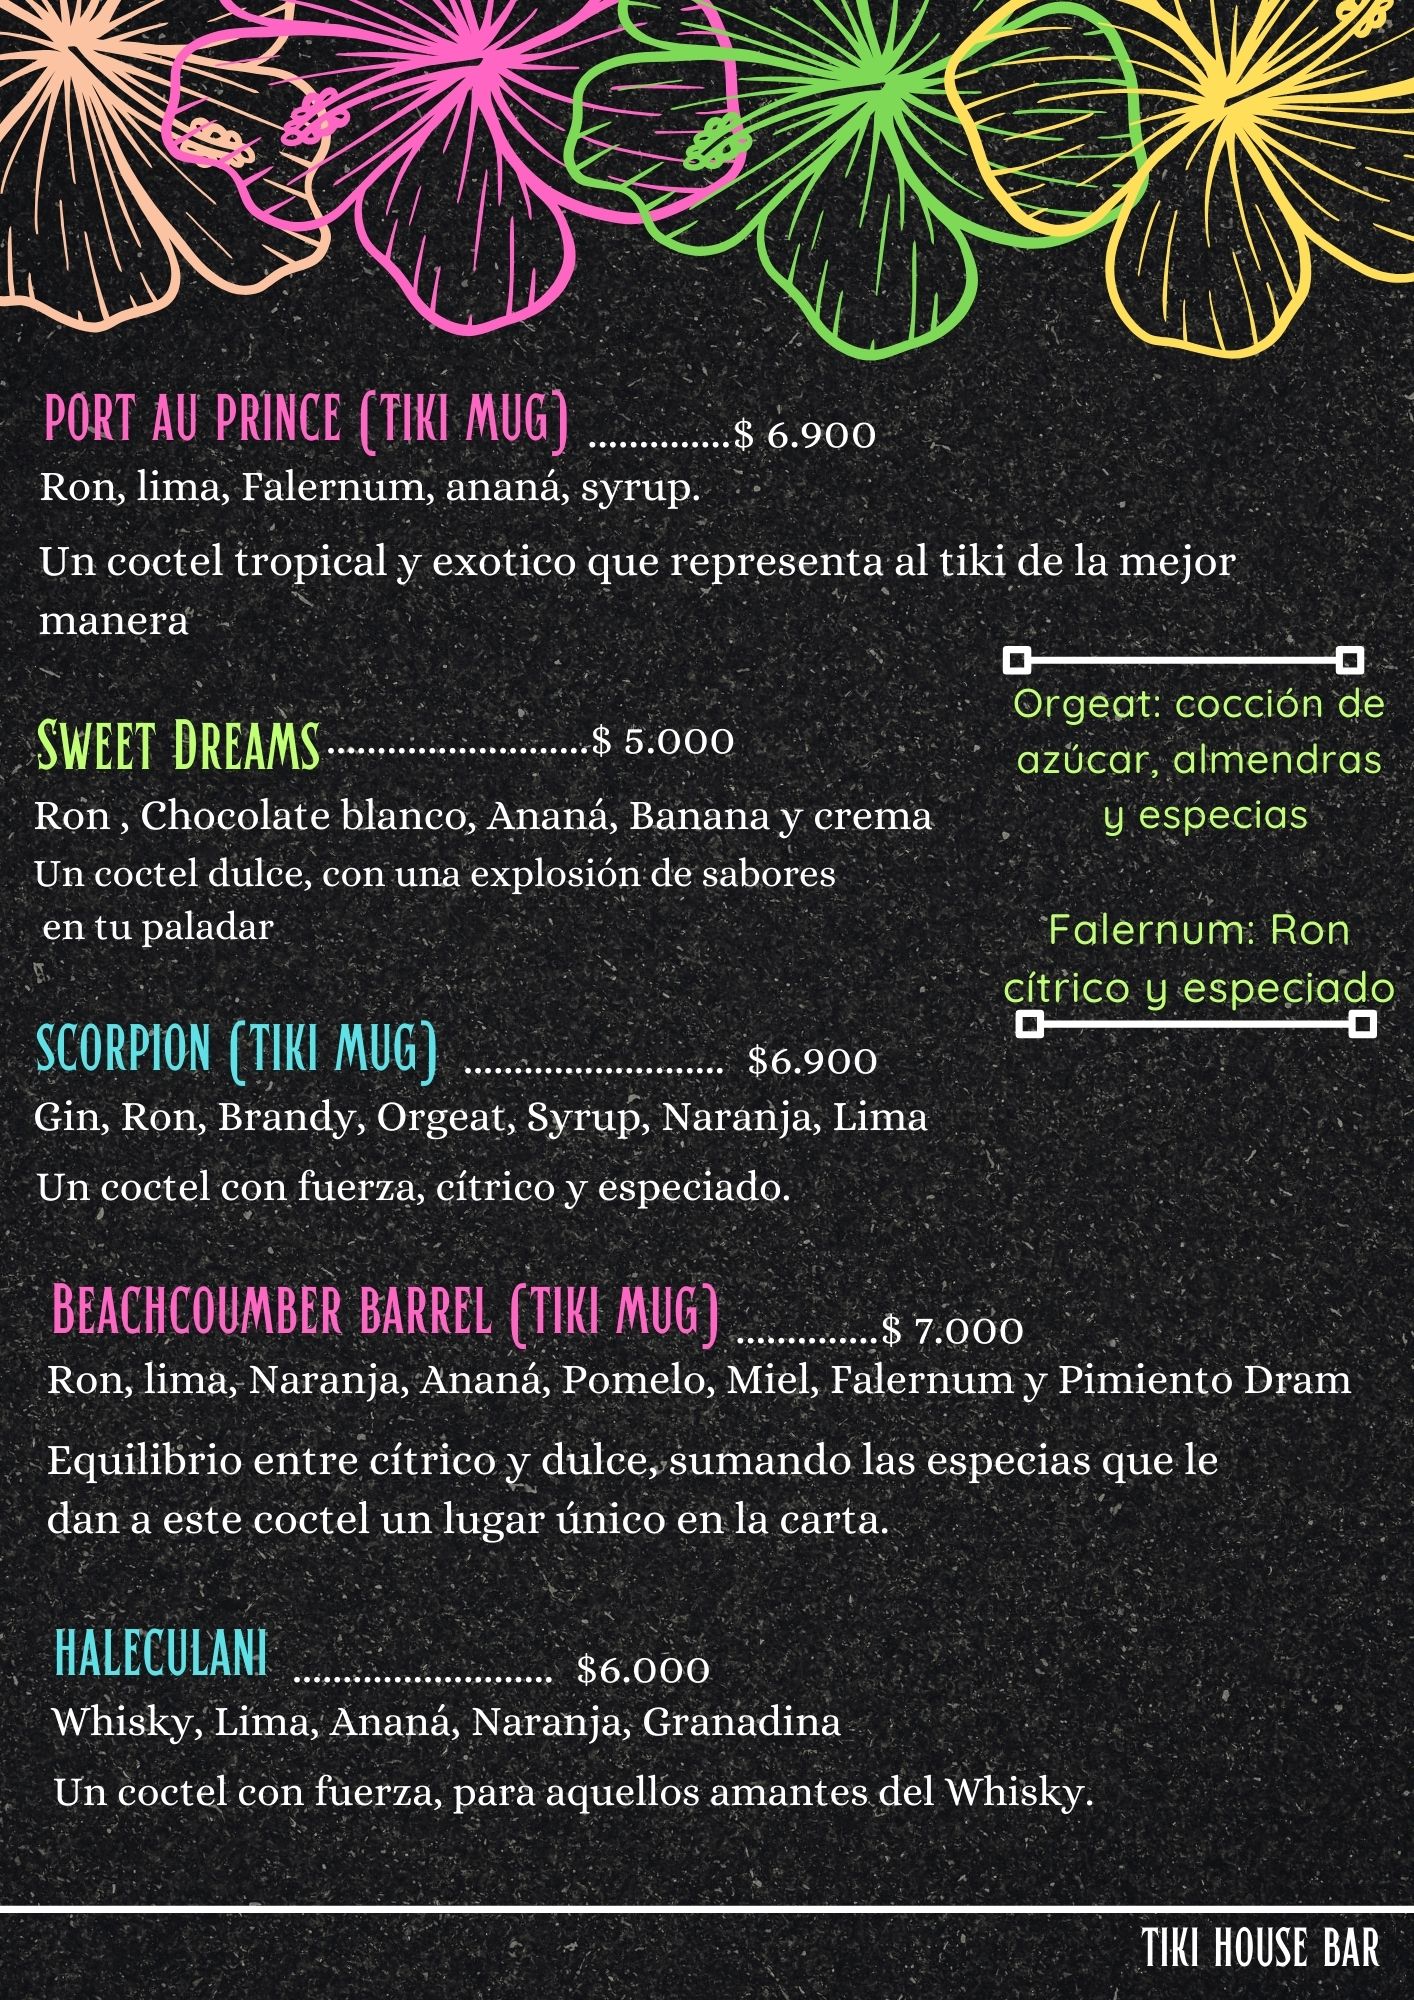 PORT AU PRINCE (TIKI MUG) ..............$ 6.900
Ron, lima, Falernum, ananá, syrup.
Un coctel tropical y exotico que representa al tiki de la mejor
manera
SWEET DREAMS..........................$ 5.000
Ron , Chocolate blanco, Ananá, Banana y crema
Un coctel dulce, con una explosión de sabores
en tu paladar
Orgeat: cocción de
azúcar, almendras
y especias
Falernum: Ron
cítrico y especiado
SCORPION (TIKI MUG) .......................... $6.900
Gin, Ron, Brandy, Orgeat, Syrup, Naranja, Lima
Un coctel con fuerza, cítrico y especiado.
BEACHCOUMBER BARREL (TIKI MUG) ..............$ 7.000
Ron, lima, Naranja, Ananá, Pomelo, Miel, Falernum y Pimiento Dram
Equilibrio entre cítrico y dulce, sumando las especias que le
dan a este coctel un lugar único en la carta.
HALECULANI .......................... $6.000
Whisky, Lima, Ananá, Naranja, Granadina
Un coctel con fuerza, para aquellos amantes del Whisky.
TIKI HOUSE BAR